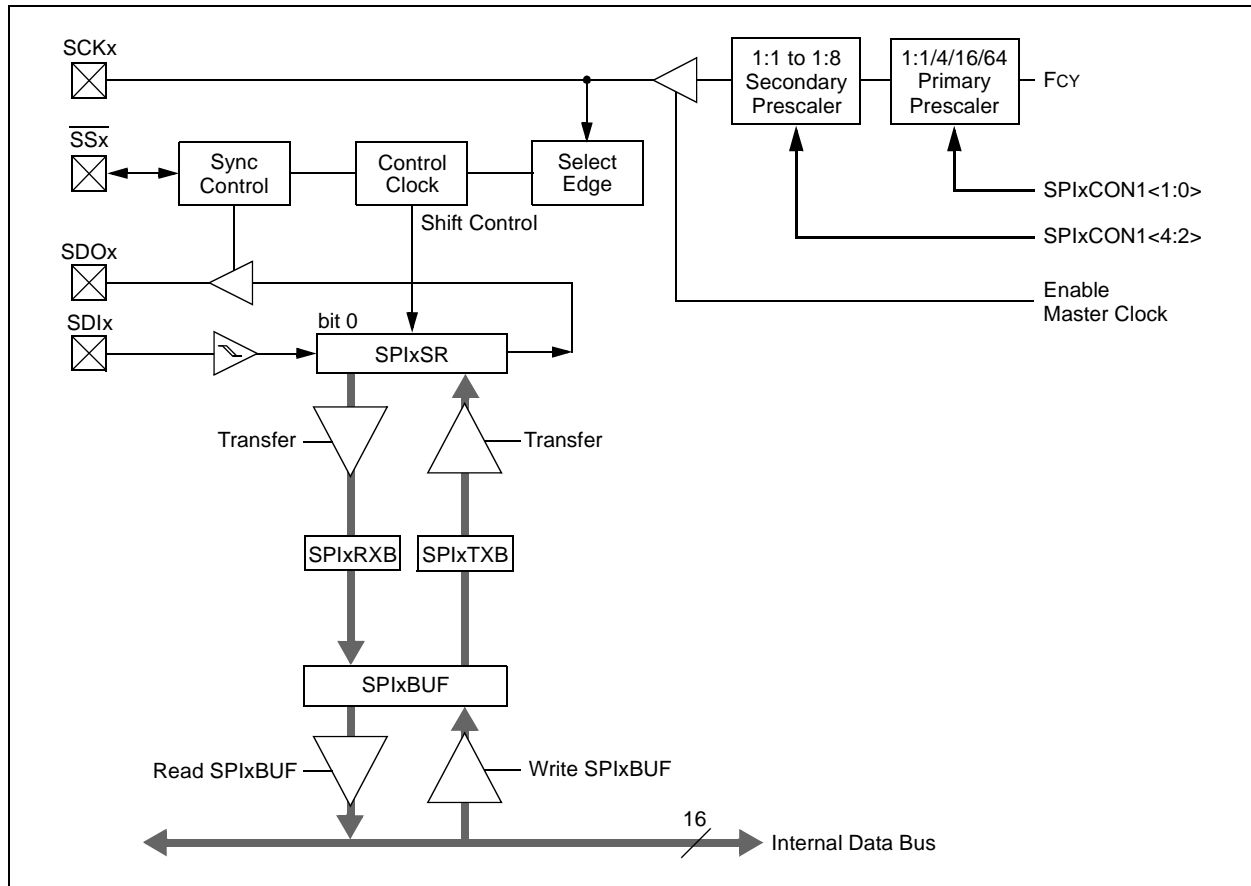 SCKx
1:1 to 1:8
Secondary
Prescaler
1:1/4/16/64
Primary
Prescaler
FCY
SSx
Sync
Control
Control
Clock
Select
Edge
SPIxCON1<1:0>
Shift Control
SPIxCON1<4:2>
SDOx
Enable
Master Clock
SDIx
bit 0
SPIxSR
Transfer
Transfer
SPIxRXB
SPIxTXB
SPIxBUF
Read SPIxBUF
Write SPIxBUF
16
Internal Data Bus